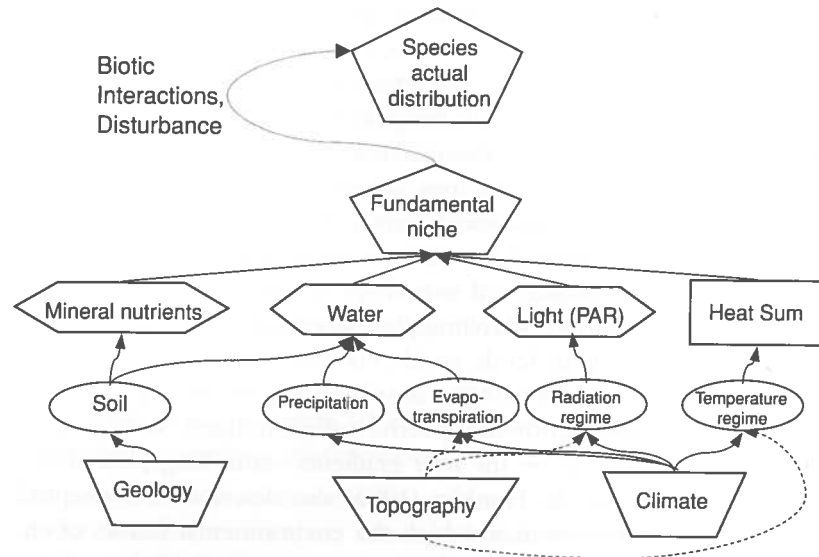 Species
actual
distribution
Biotic
Interactions,
Disturbance
Fundamental
niche
Mineral nutrients
Water
Light (PAR)
Heat Sum
Soil
Precipitation
Evapo-
transpiration
Radiation
regime
Temperature
regime
Geology
Topography
Climate